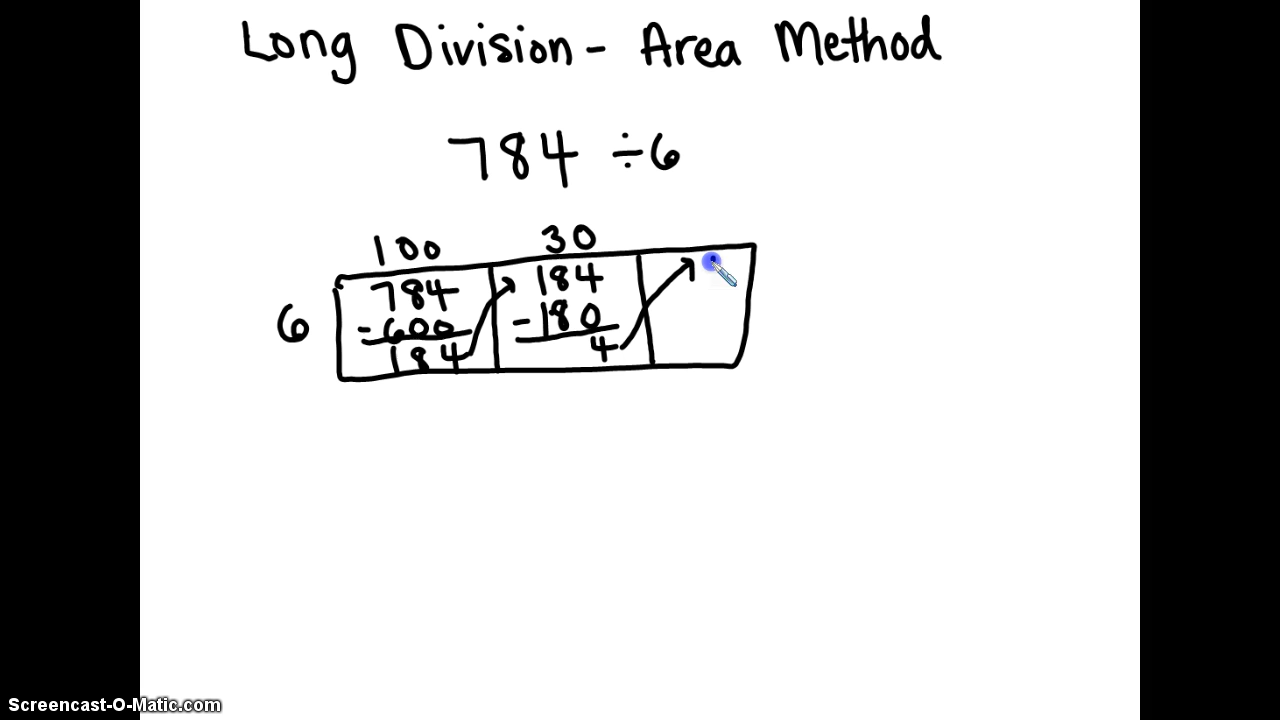 Long Division - Area Method
784 ÷ 6
100 30
6 784 184
- 600 - 180
184 4
Screencast-O-Matic.com